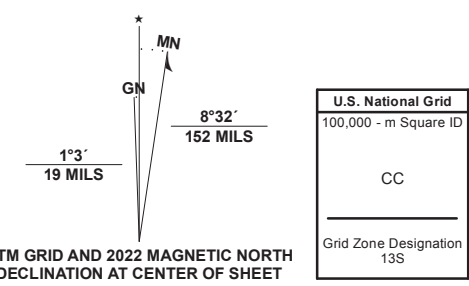 MN
GN
8°32´
152 MILS
1°3´
19 MILS
TM GRID AND 2022 MAGNETIC NORTH
DECLINATION AT CENTER OF SHEET
U.S. National Grid
100,000 - m Square ID
CC
Grid Zone Designation
13S